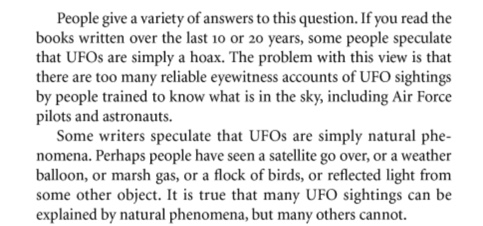 People give a variety of answers to this question. If you read the
books written over the last 10 or 20 years, some people speculate
that UFOs are simply a hoax. The problem with this view is that
there are too many reliable eyewitness accounts of UFO sightings
by people trained to know what is in the sky, including Air Force
pilots and astronauts.
Some writers speculate that UFOs are simply natural phe-
nomena. Perhaps people have seen a satellite go over, or a weather
balloon, or marsh gas, or a flock of birds, or reflected light from
some other object. It is true that many UFO sightings can be
explained by natural phenomena, but many others cannot.